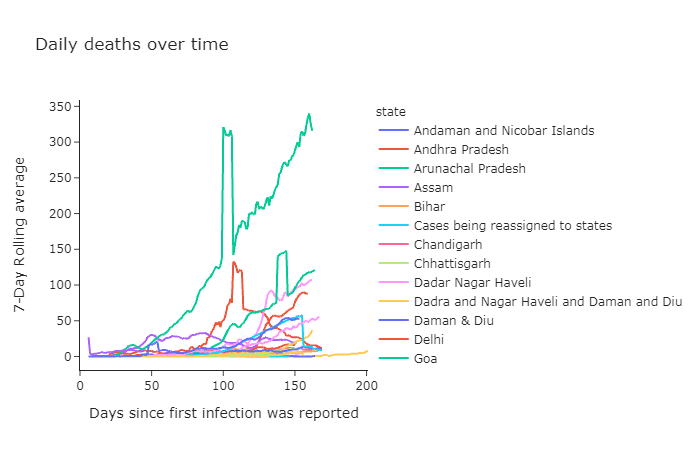 Daily deaths over time
7-Day Rolling average
350
300
250
200
150
100
50
0
0 50 100 150 200
Days since first infection was reported
state
Andaman and Nicobar Islands
Andhra Pradesh
Arunachal Pradesh
Assam
Bihar
Cases being reassigned to states
Chandigarh
Chhattisgarh
Dadar Nagar Haveli
Dadra and Nagar Haveli and Daman and Diu
Daman & Diu
Delhi
Goa